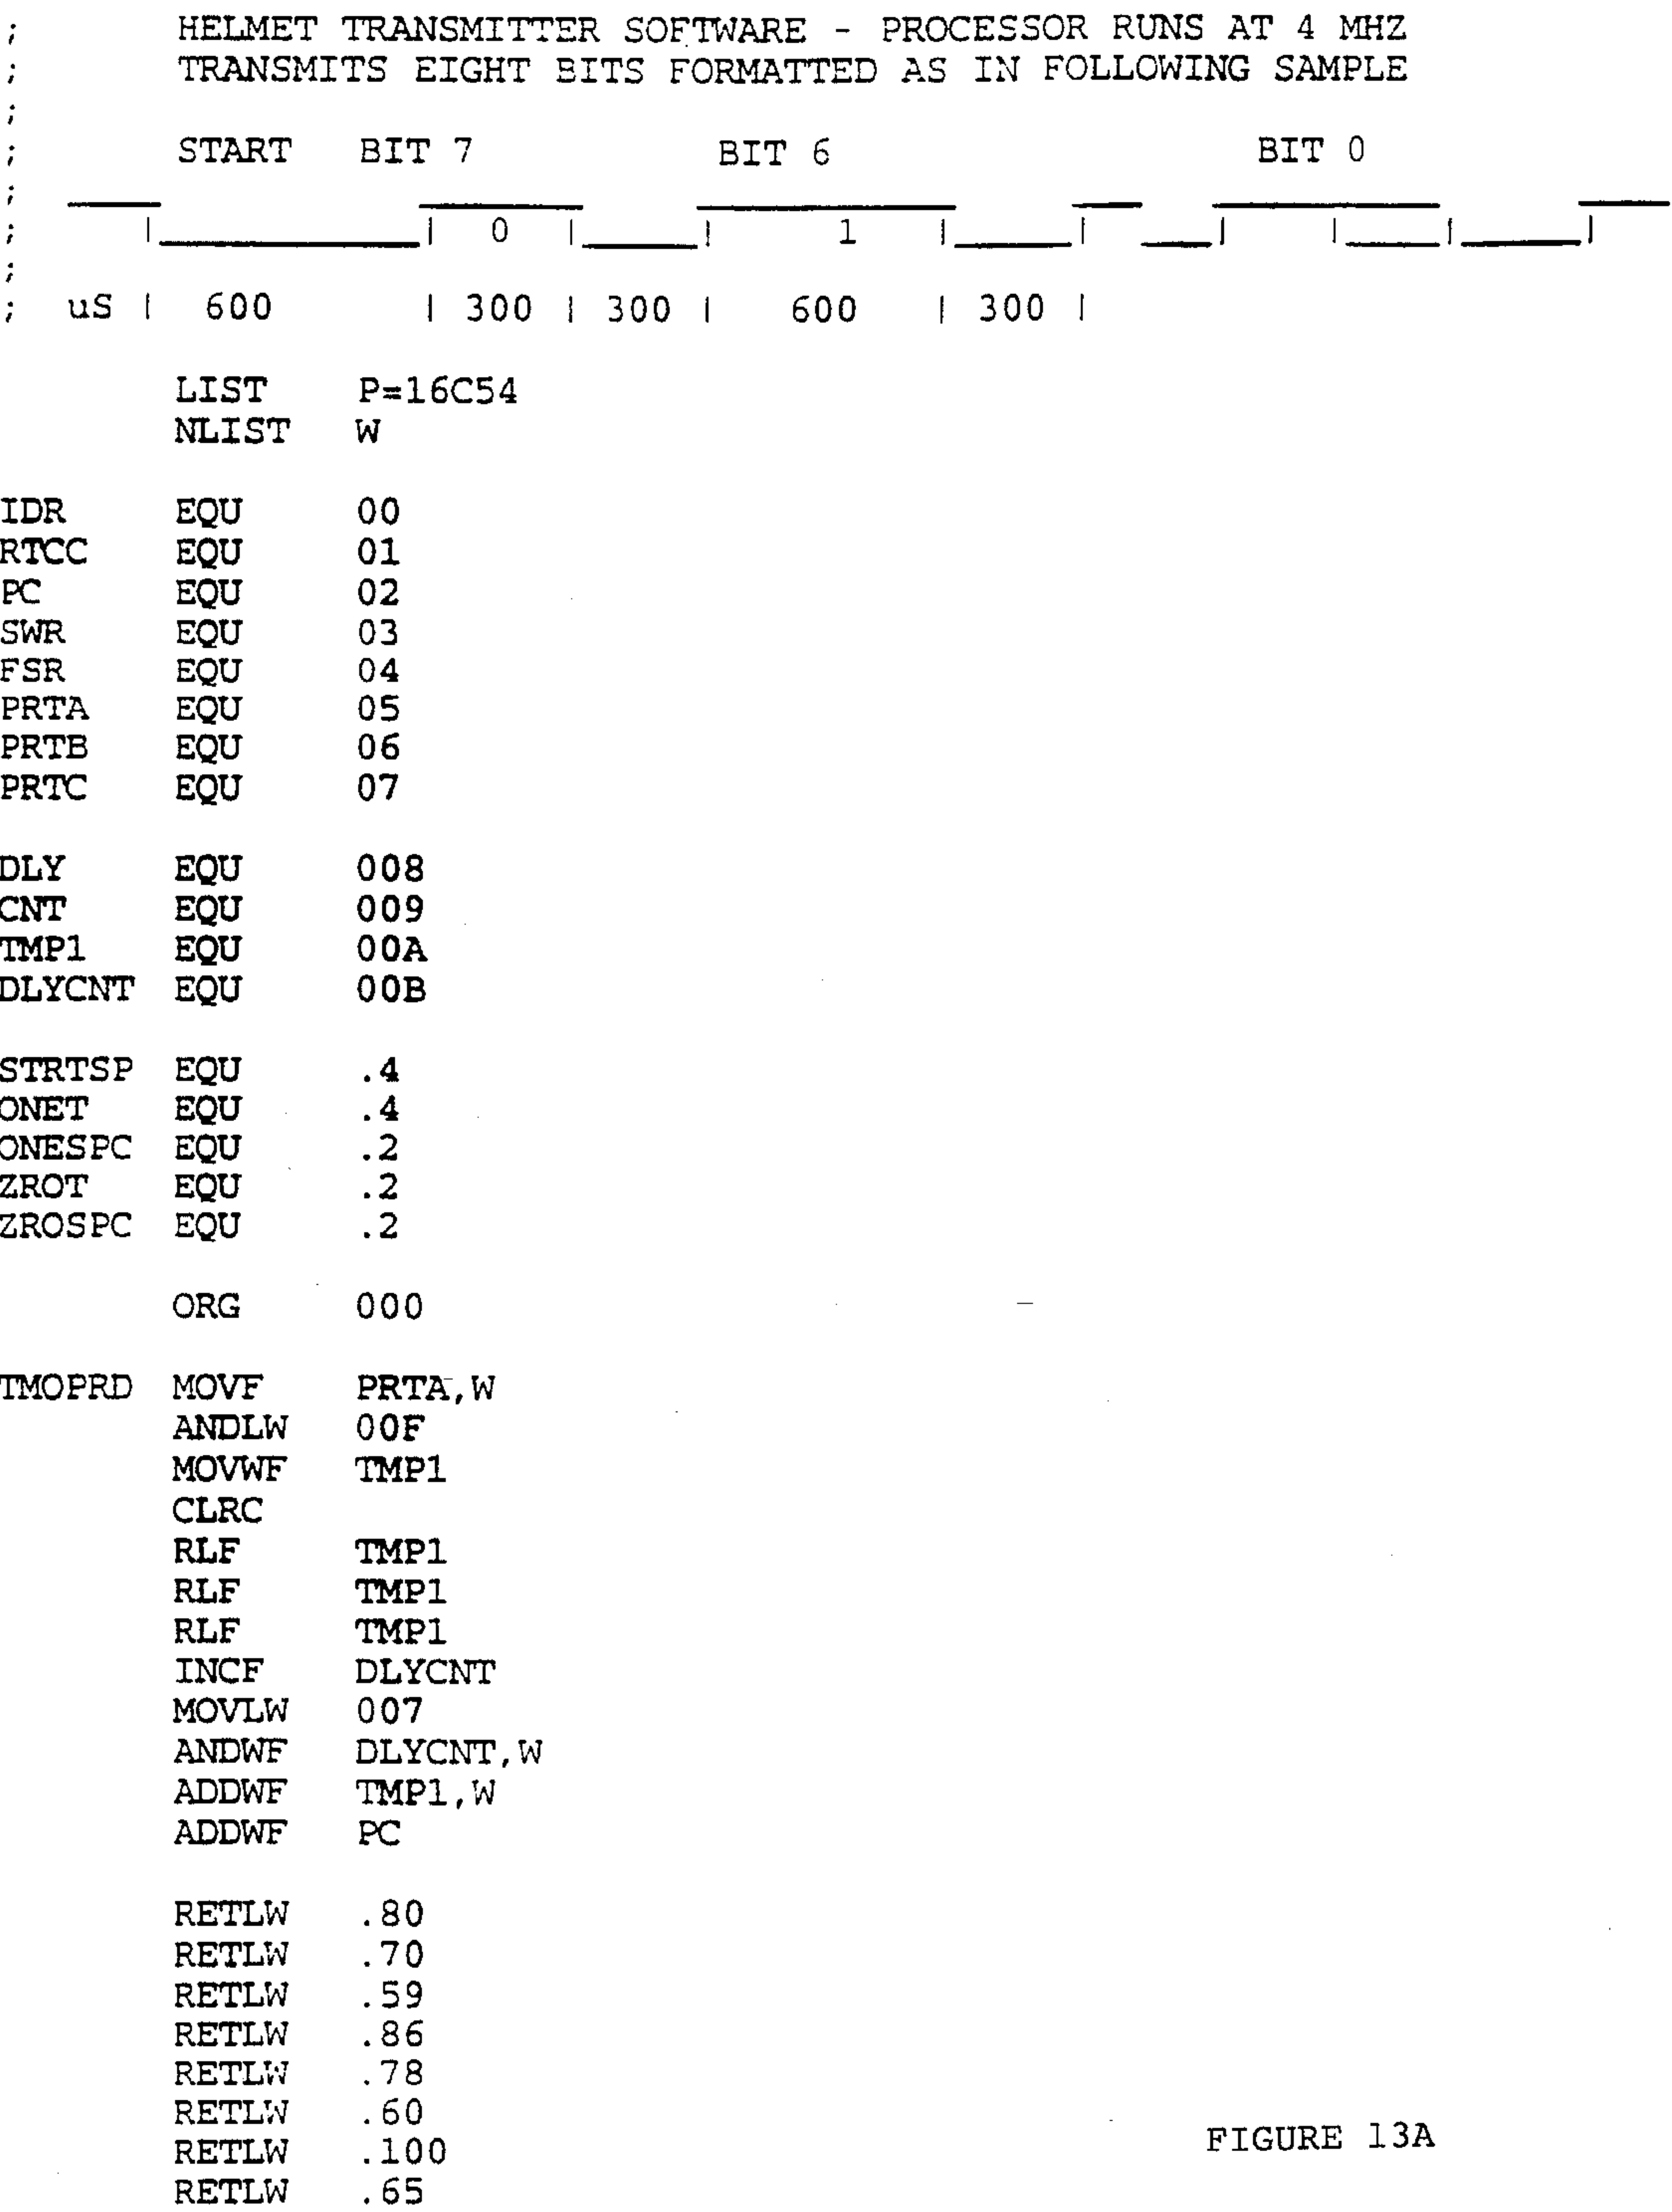 ; HELMET TRANSMITTER SOFTWARE - PROCESSOR RUNS AT 4 MHZ
; TRANSMITS EIGHT BITS FORMATTED AS IN FOLLOWING SAMPLE
;
; START BIT 7 BIT 6 BIT 0
;
; | | 0 | | 1 | | | | | |
;
; uS | 600 | 300 | 300 | 600 | 300 |
LIST P=16C54
NLIST W
IDR EQU 00
RTCC EQU 01
PC EQU 02
SWR EQU 03
FSR EQU 04
PRTA EQU 05
PRTB EQU 06
PRTC EQU 07
DLY EQU 008
CNT EQU 009
TMP1 EQU 00A
DLYCNT EQU 00B
STRTSP EQU .4
ONET EQU .4
ONESPC EQU .2
ZROT EQU .2
ZROSPC EQU .2
ORG 000
TMOPRD MOVF PRTA,W
ANDLW 00F
MOVWF TMP1
CLRC
RLF TMP1
RLF TMP1
RLF TMP1
INCF DLYCNT
MOVLW 007
ANDWF DLYCNT,W
ADDWF TMP1,W
ADDWF PC
RETLW .80
RETLW .70
RETLW .59
RETLW .86
RETLW .78
RETLW .60
RETLW .100
RETLW .65
FIGURE 13A